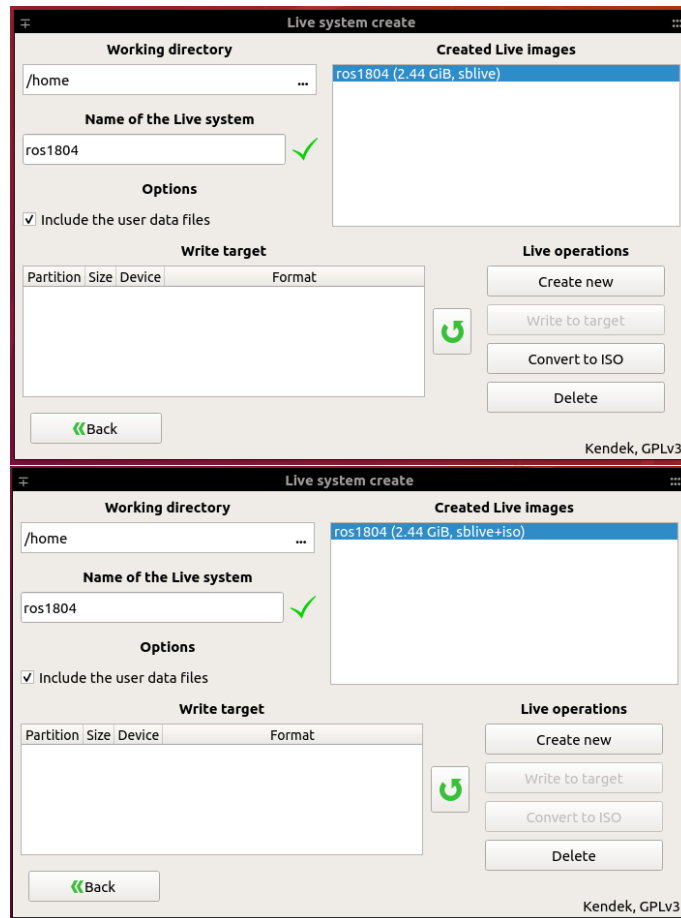 Live system create
Working directory
Created Live images
/home
...
ros1804 (2.44 GiB, sblive)
Name of the Live system
ros1804
Options
Include the user data files
Write target
Live operations
Partition Size Device Format
Create new
Write to target
Convert to ISO
Delete
Back
Kendek, GPLv3
Live system create
Working directory
Created Live images
/home
...
ros1804 (2.44 GiB, sblive+iso)
Name of the Live system
ros1804
Options
Include the user data files
Write target
Live operations
Partition Size Device Format
Create new
Write to target
Convert to ISO
Delete
Back
Kendek, GPLv3